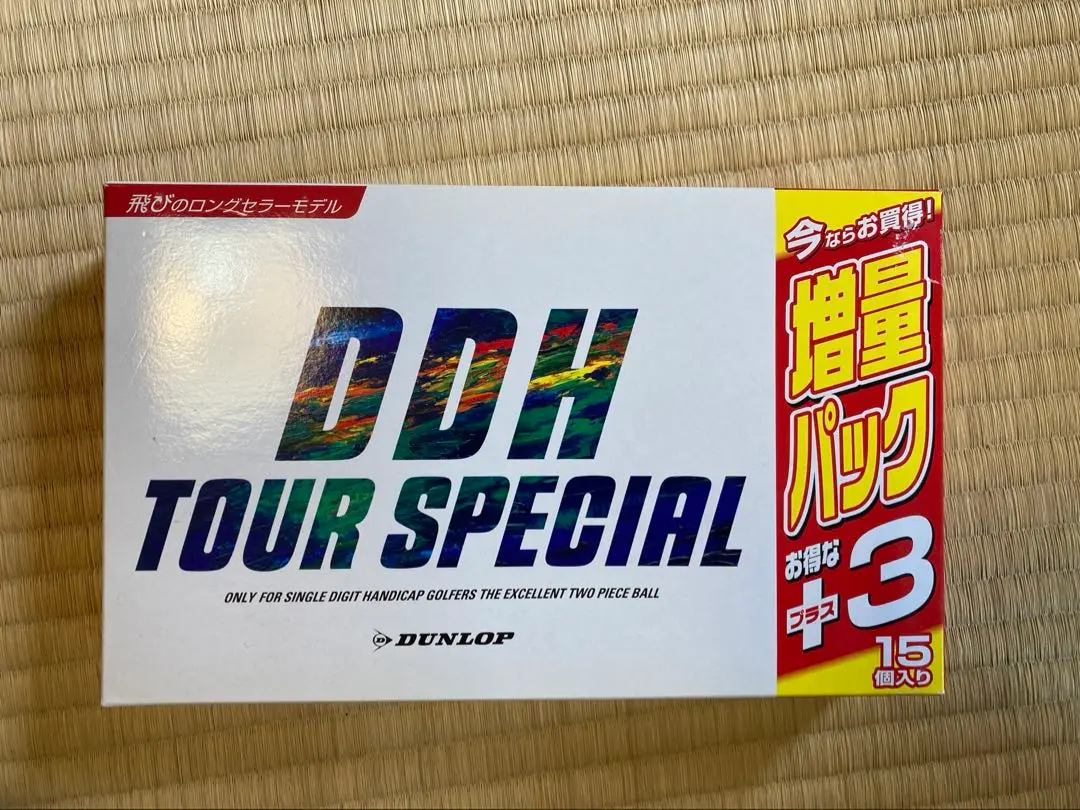 飛びのロングセラーモデル
DDH
TOUR SPECIAL
ONLY FOR SINGLE DIGIT HANDICAP GOLFERS THE EXCELLENT TWO PIECE BALL
DUNLOP
今ならお買得!
増量
パック
お得な
プラス
+3
15
個入り